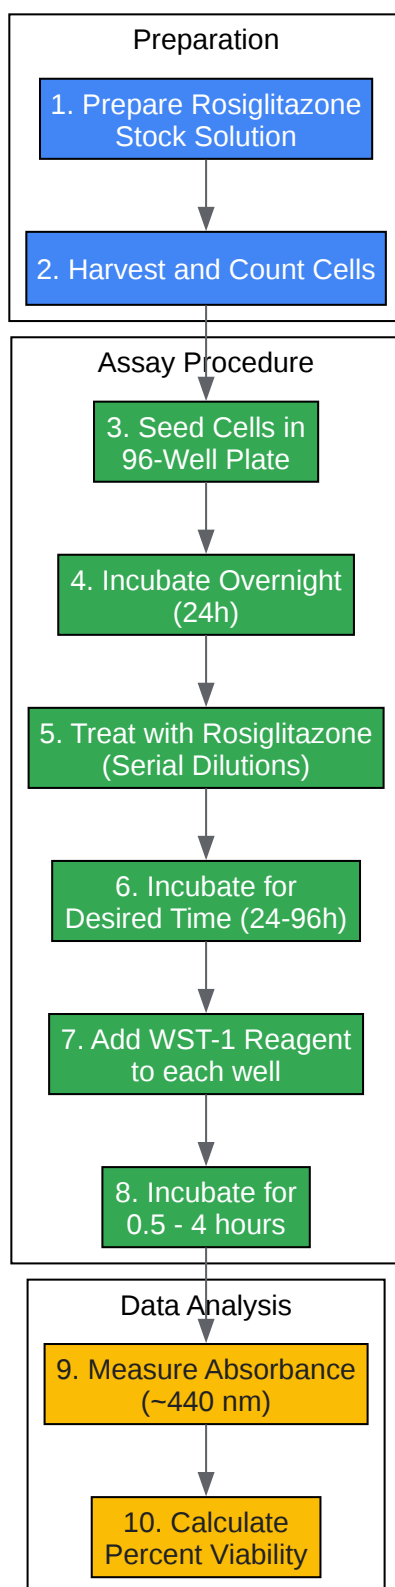 Preparation
1. Prepare Rosiglitazone
Stock Solution
2. Harvest and Count Cells
Assay Procedure
3. Seed Cells in
96-Well Plate
4. Incubate Overnight
(24h)
5. Treat with Rosiglitazone
(Serial Dilutions)
6. Incubate for
Desired Time (24-96h)
7. Add WST-1 Reagent
to each well
8. Incubate for
0.5 - 4 hours
Data Analysis
9. Measure Absorbance
(~440 nm)
10. Calculate
Percent Viability